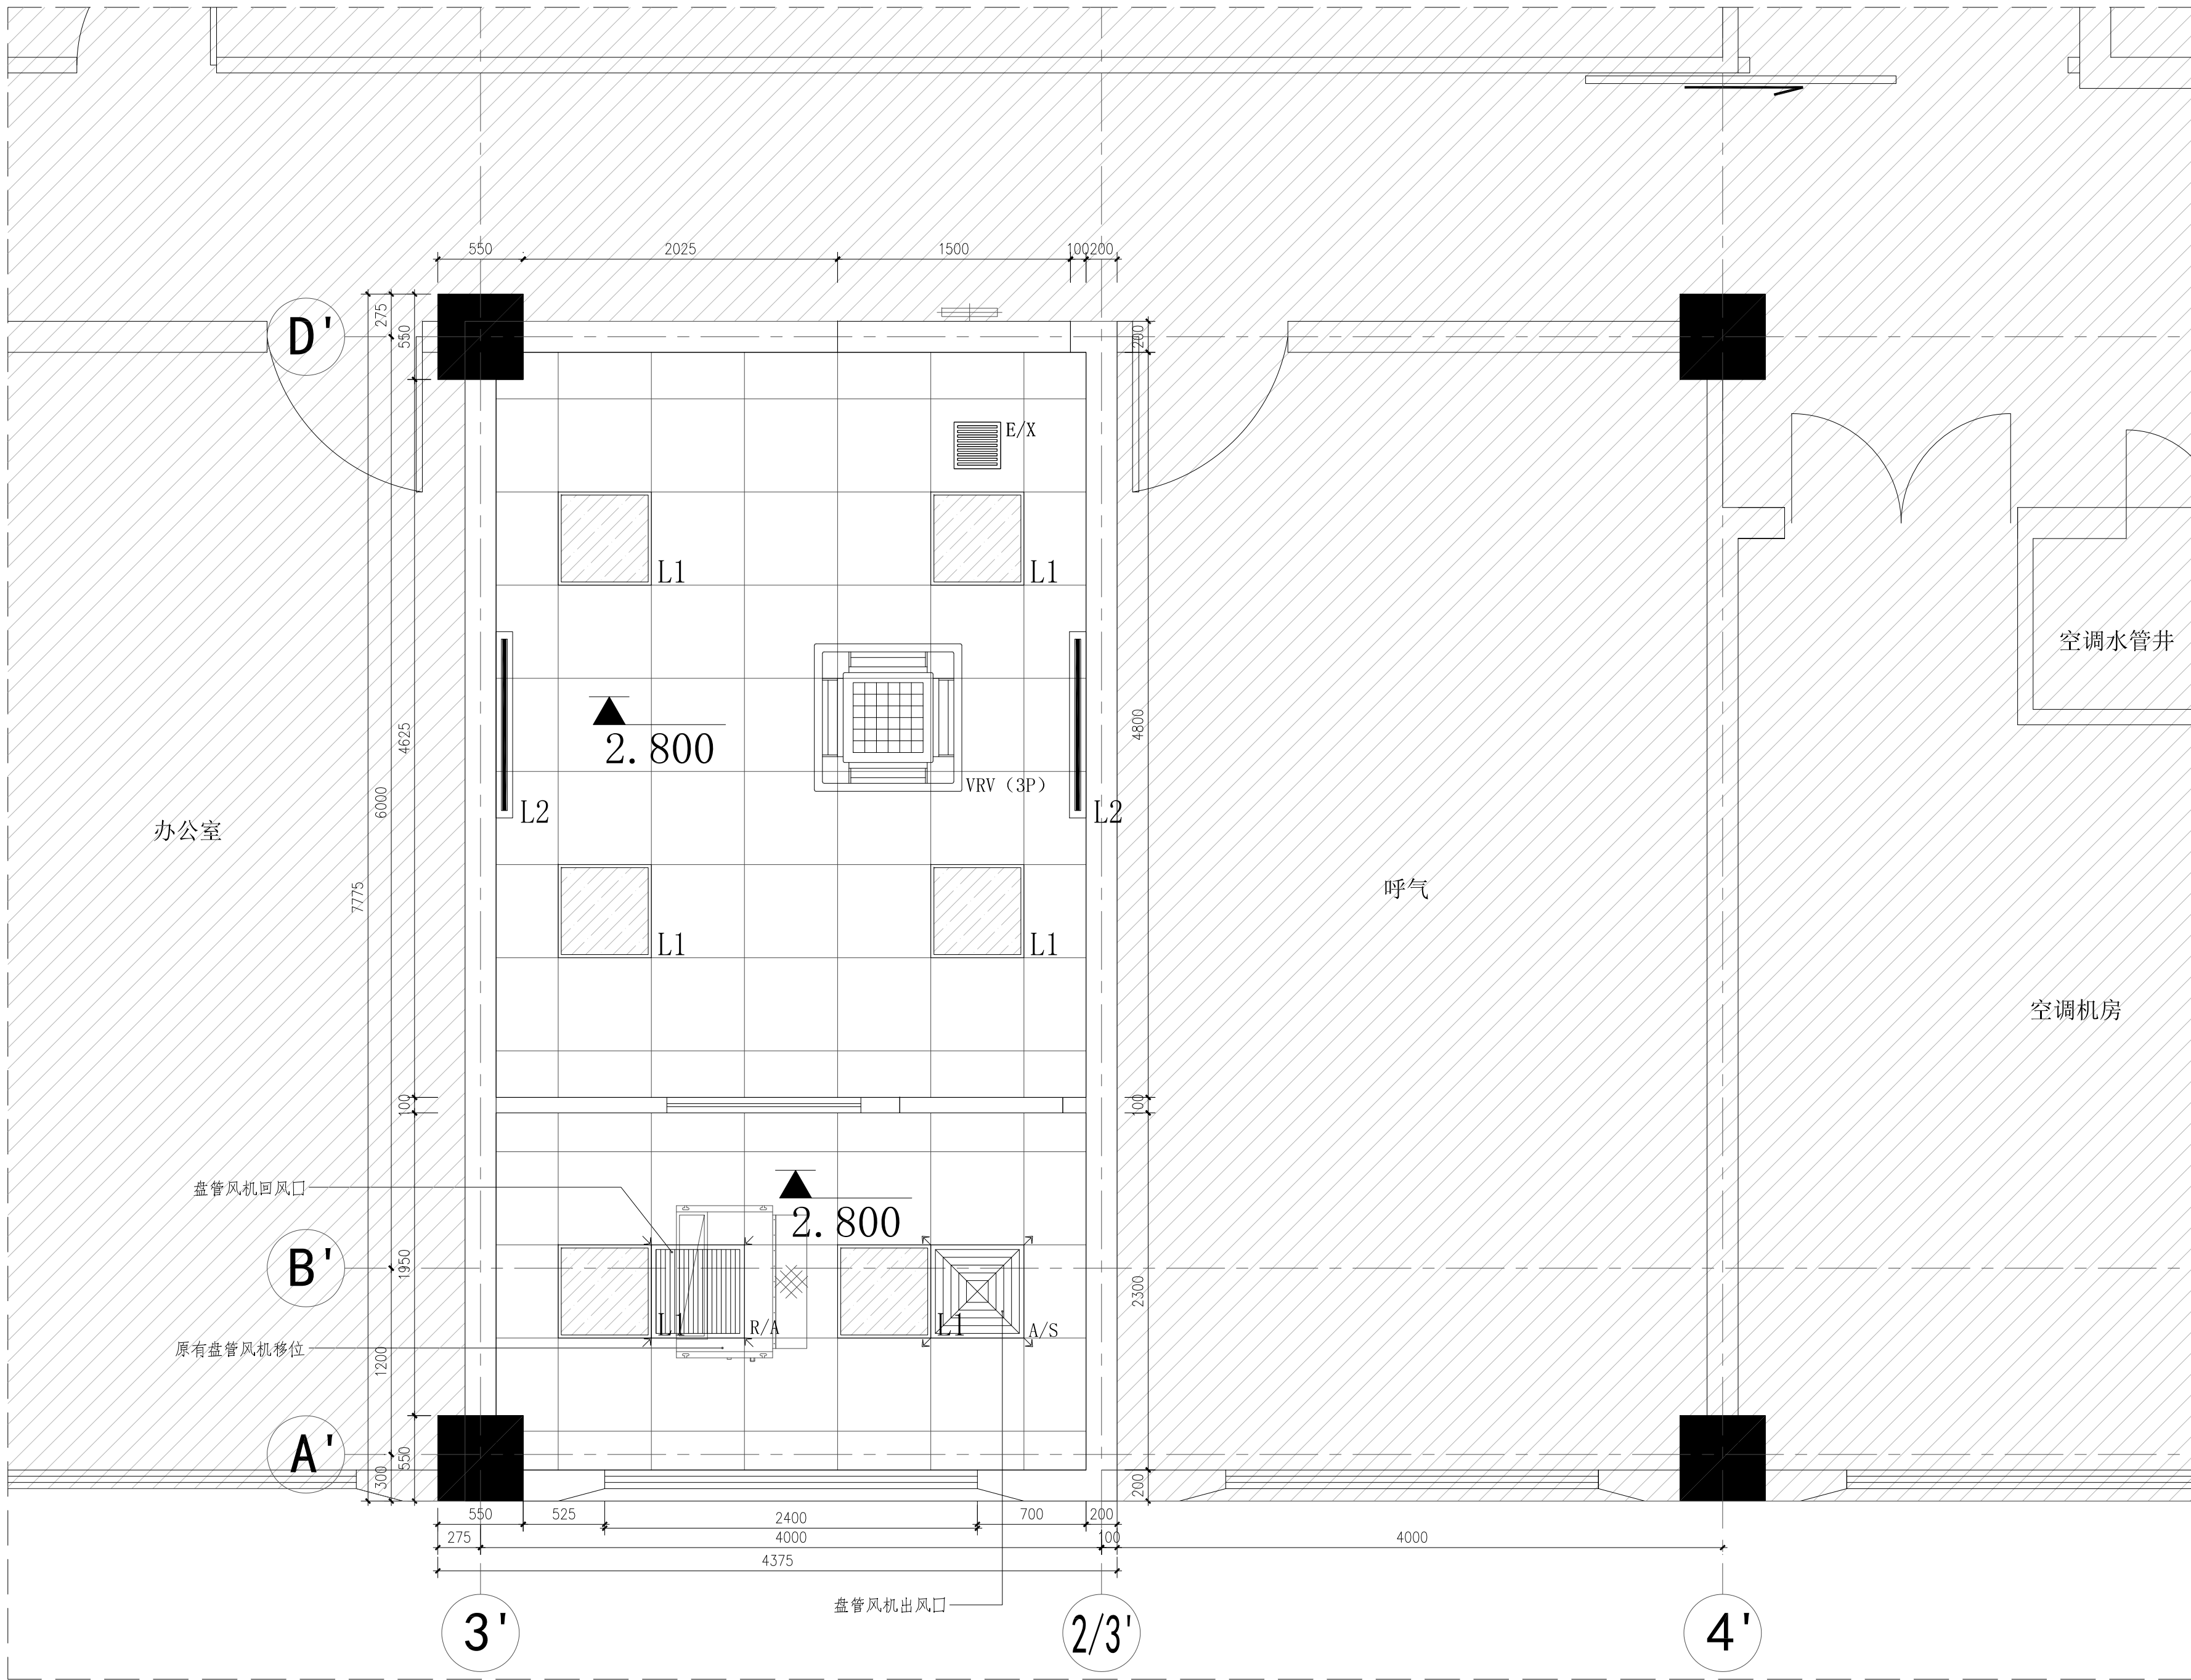 550
2025
1500
100
200
D'
275
550
200
E/X
L1
L1
空调水管井
4625
4800
2.800
VRV（3P）
L2
L2
6000
办公室
7775
呼气
L1
L1
空调机房
100
100
盘管风机回风口
2.800
B'
1950
2300
L1
R/A
L1
A/S
原有盘管风机移位
1200
A'
300
550
200
550
525
2400
700
200
275
4000
100
4000
4375
盘管风机出风口
3'
2/3'
4'